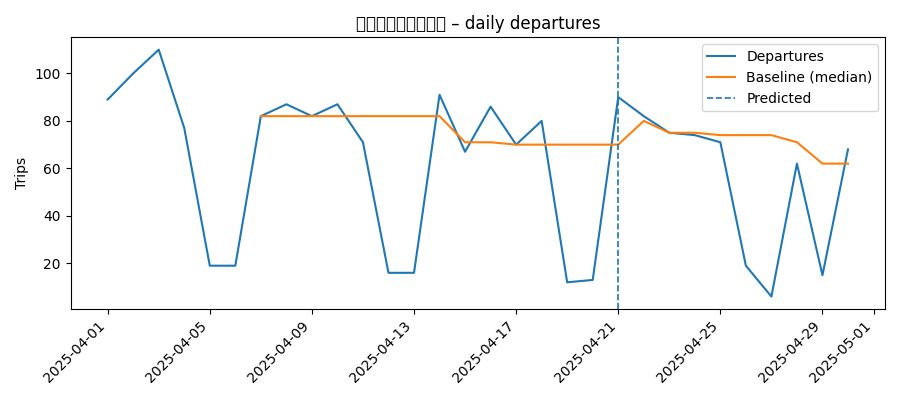 – daily departures
Trips
100
80
60
40
20
Departures
Baseline (median)
Predicted
2025-04-01
2025-04-05
2025-04-09
2025-04-13
2025-04-17
2025-04-21
2025-04-25
2025-04-29
2025-05-01